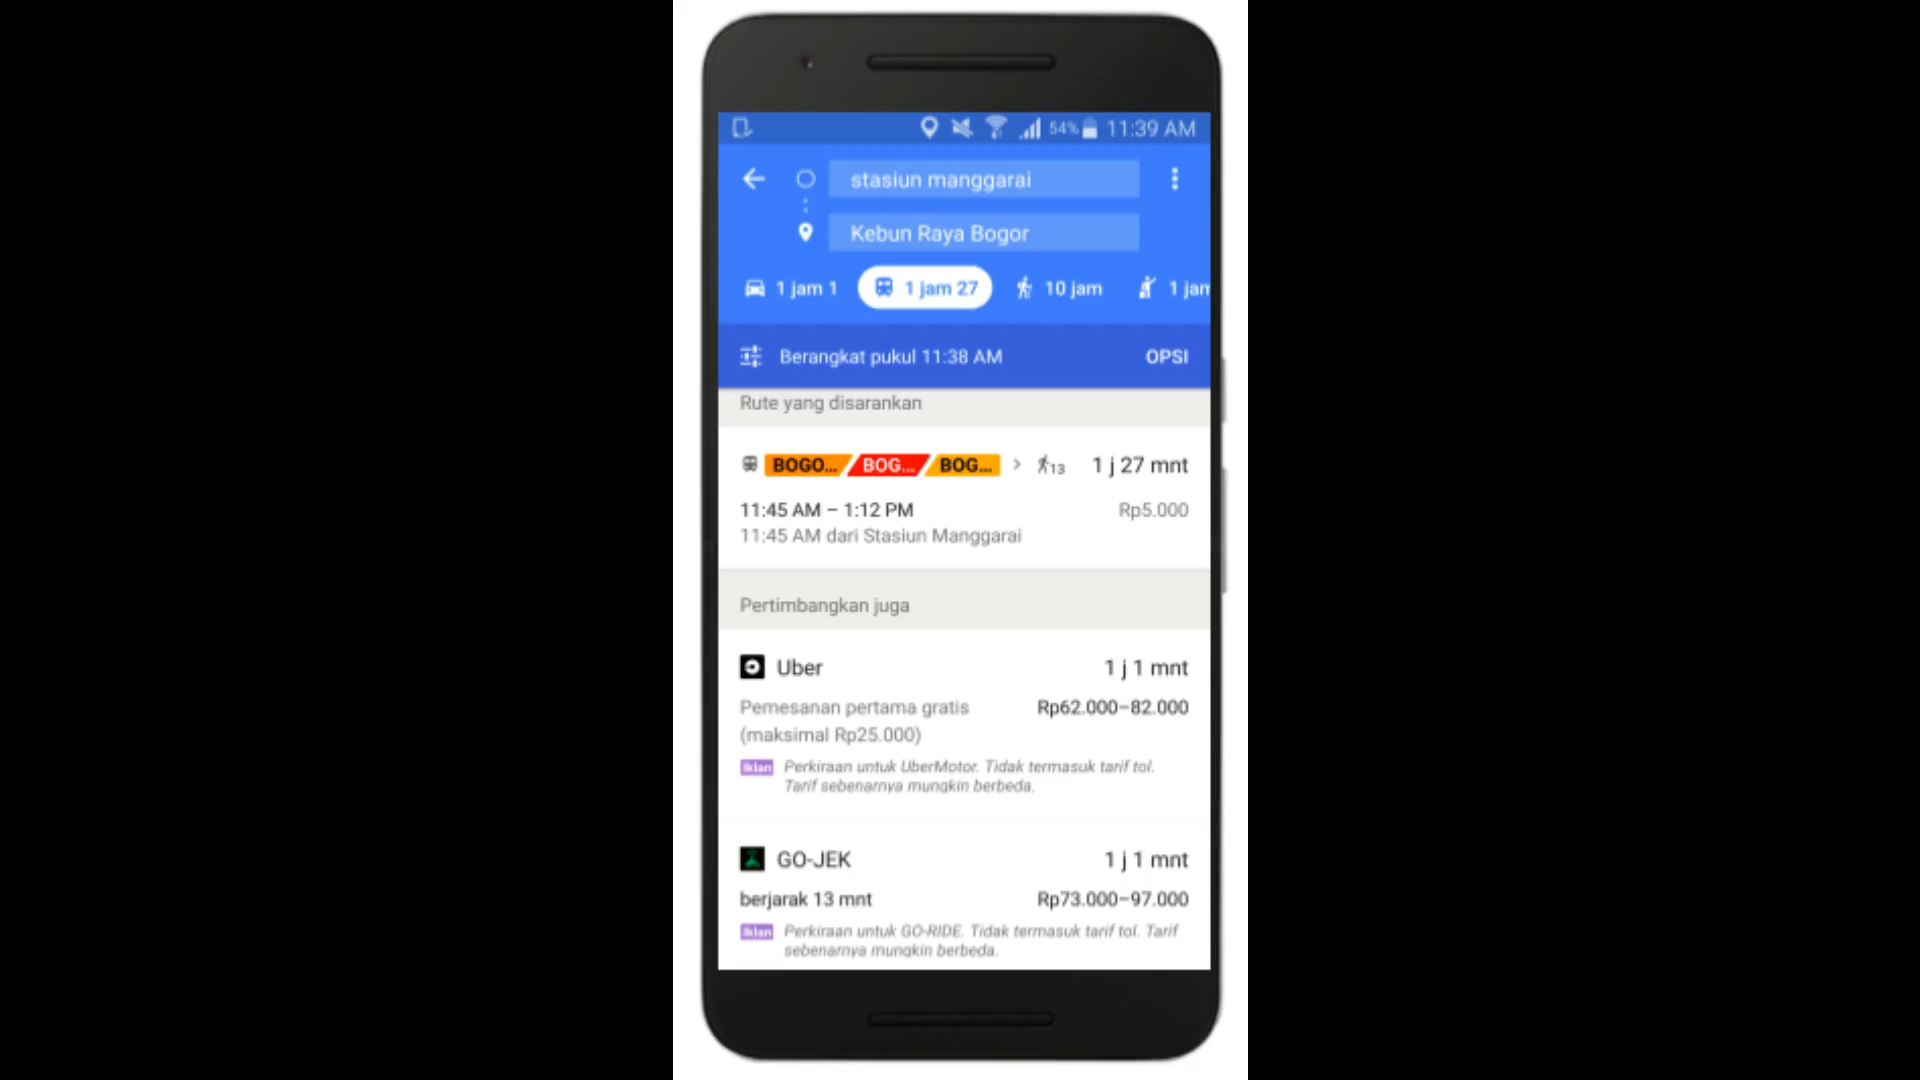 54% 11:39 AM
stasiun manggarai
Kebun Raya Bogor
1 jam 1 1 jam 27 10 jam 1 jam
Berangkat pukul 11:38 AM OPSI
Rute yang disarankan
BOGO... BOG... BOG... > 13 1 j 27 mnt
11:45 AM – 1:12 PM Rp5.000
11:45 AM dari Stasiun Manggarai
Pertimbangkan juga
Uber 1 j 1 mnt
Pemesanan pertama gratis Rp62.000–82.000
(maksimal Rp25.000)
Iklan Perkiraan untuk UberMotor. Tidak termasuk tarif tol.
Tarif sebenarnya mungkin berbeda.
GO-JEK 1 j 1 mnt
berjarak 13 mnt Rp73.000–97.000
Iklan Perkiraan untuk GO-RIDE. Tidak termasuk tarif tol. Tarif
sebenarnya mungkin berbeda.